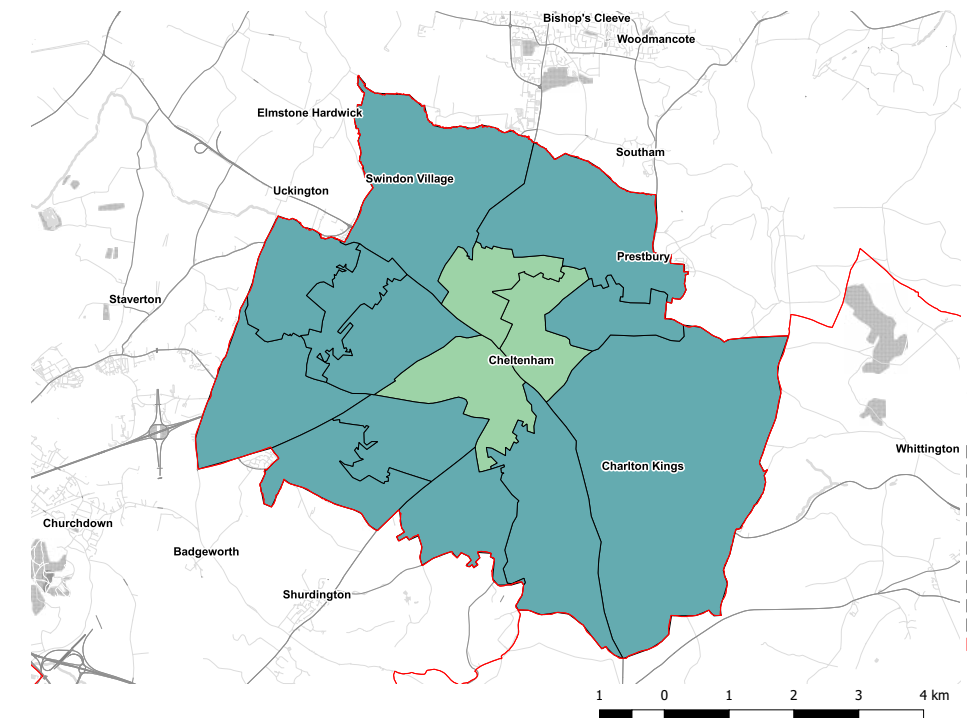 Bishop's Cleeve
Woodmancote
Elmstone Hardwick
Southam
Swindon Village
Uckington
Prestbury
Staverton
Cheltenham
Whittington
Charlton Kings
Churchdown
Badgeworth
Shurdington
1 0 1 2 3 4 km